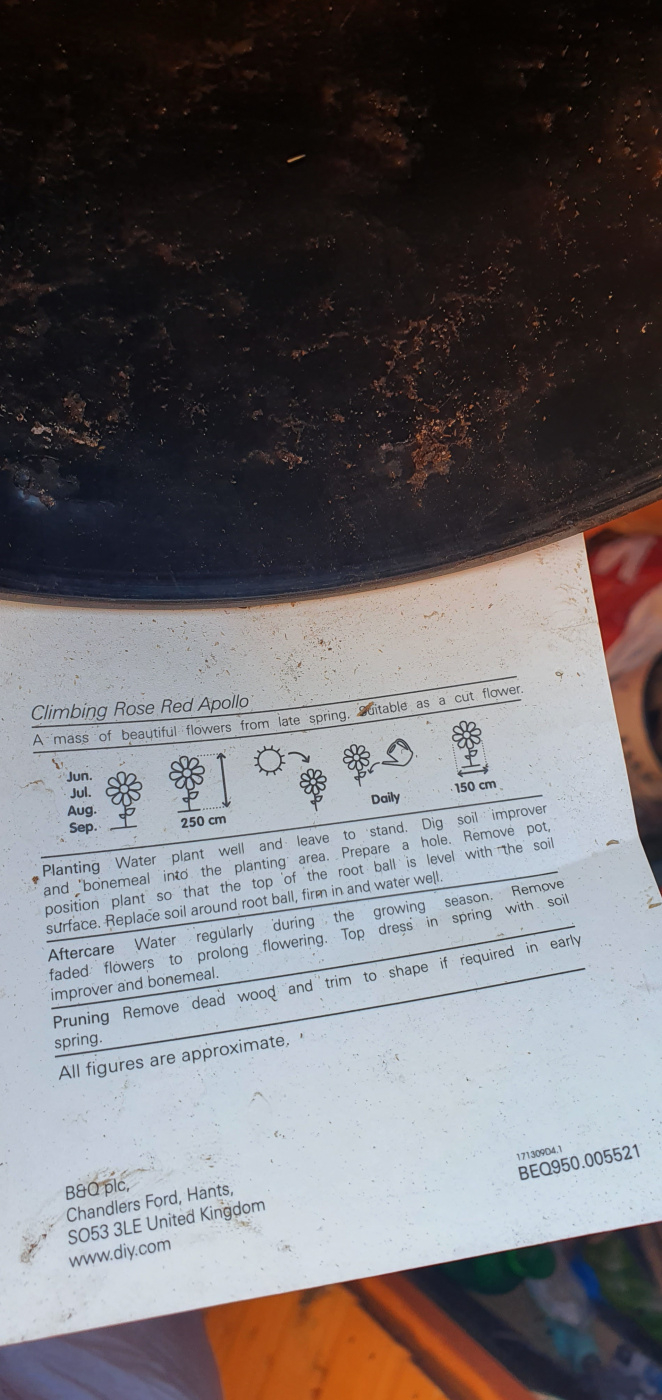 Climbing Rose Red Apollo
A mass of beautiful flowers from late spring. Suitable as a cut flower.
Jun.
Jul.
Aug.
Sep.
250 cm
Daily
150 cm
Planting Water plant well and leave to stand. Dig soil improver
and bonemeal into the planting area. Prepare a hole. Remove pot,
position plant so that the top of the root ball is level with the soil
surface. Replace soil around root ball, firm in and water well.
Aftercare Water regularly during the growing season. Remove
faded flowers to prolong flowering. Top dress in spring with soil
improver and bonemeal.
Pruning Remove dead wood and trim to shape if required in early
spring.
All figures are approximate.
B&Q plc,
Chandlers Ford, Hants,
SO53 3LE United Kingdom
www.diy.com
17130904.1
BEQ950.005521